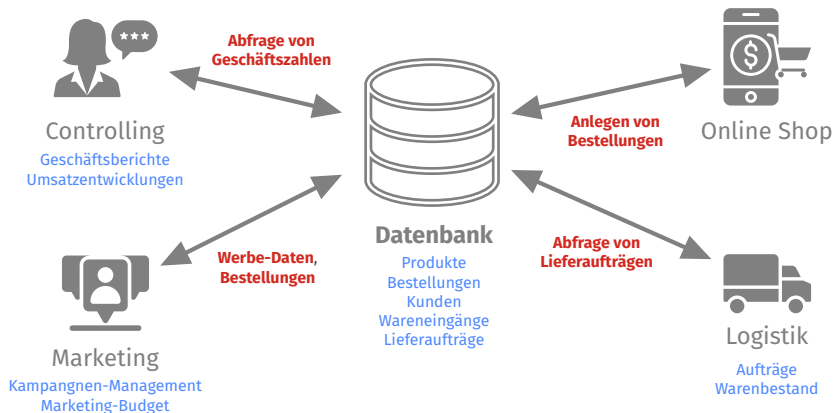 Abfrage von
Geschäftszahlen
$
Controlling
Geschäftsberichte
Umsatzentwicklungen
Anlegen von
Bestellungen
Online Shop
Datenbank
Produkte
Bestellungen
Kunden
Wareneingänge
Lieferaufträge
Werbe-Daten,
Bestellungen
Abfrage von
Lieferaufträgen
Marketing
Kampangnen-Management
Marketing-Budget
Logistik
Aufträge
Warenbestand